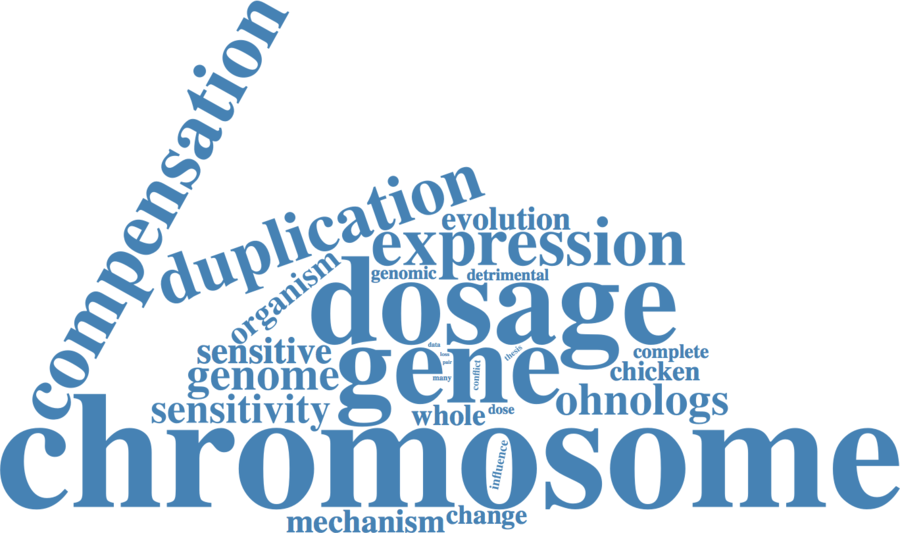 compensation
duplication
evolution
expression
organism
genomic
detrimental
dosage
sensitive
data
thesis
complete
gene
loss
pair
genome
many
conflict
chicken
sensitivity
whole
dose
ohnologs
chromosome
influence
mechanism
change